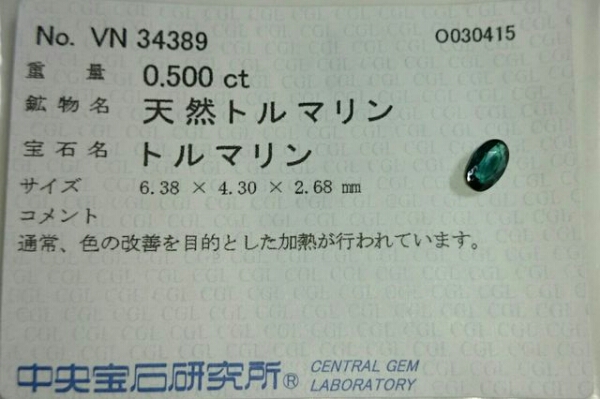 No. VN 34389 O030415
重量 0.500 ct
鉱物名 天然トルマリン
宝石名 トルマリン
サイズ 6.38 × 4.30 × 2.68 mm
コメント
通常、色の改善を目的とした加熱が行われています。
中央宝石研究所® CENTRAL GEM
LABORATORY